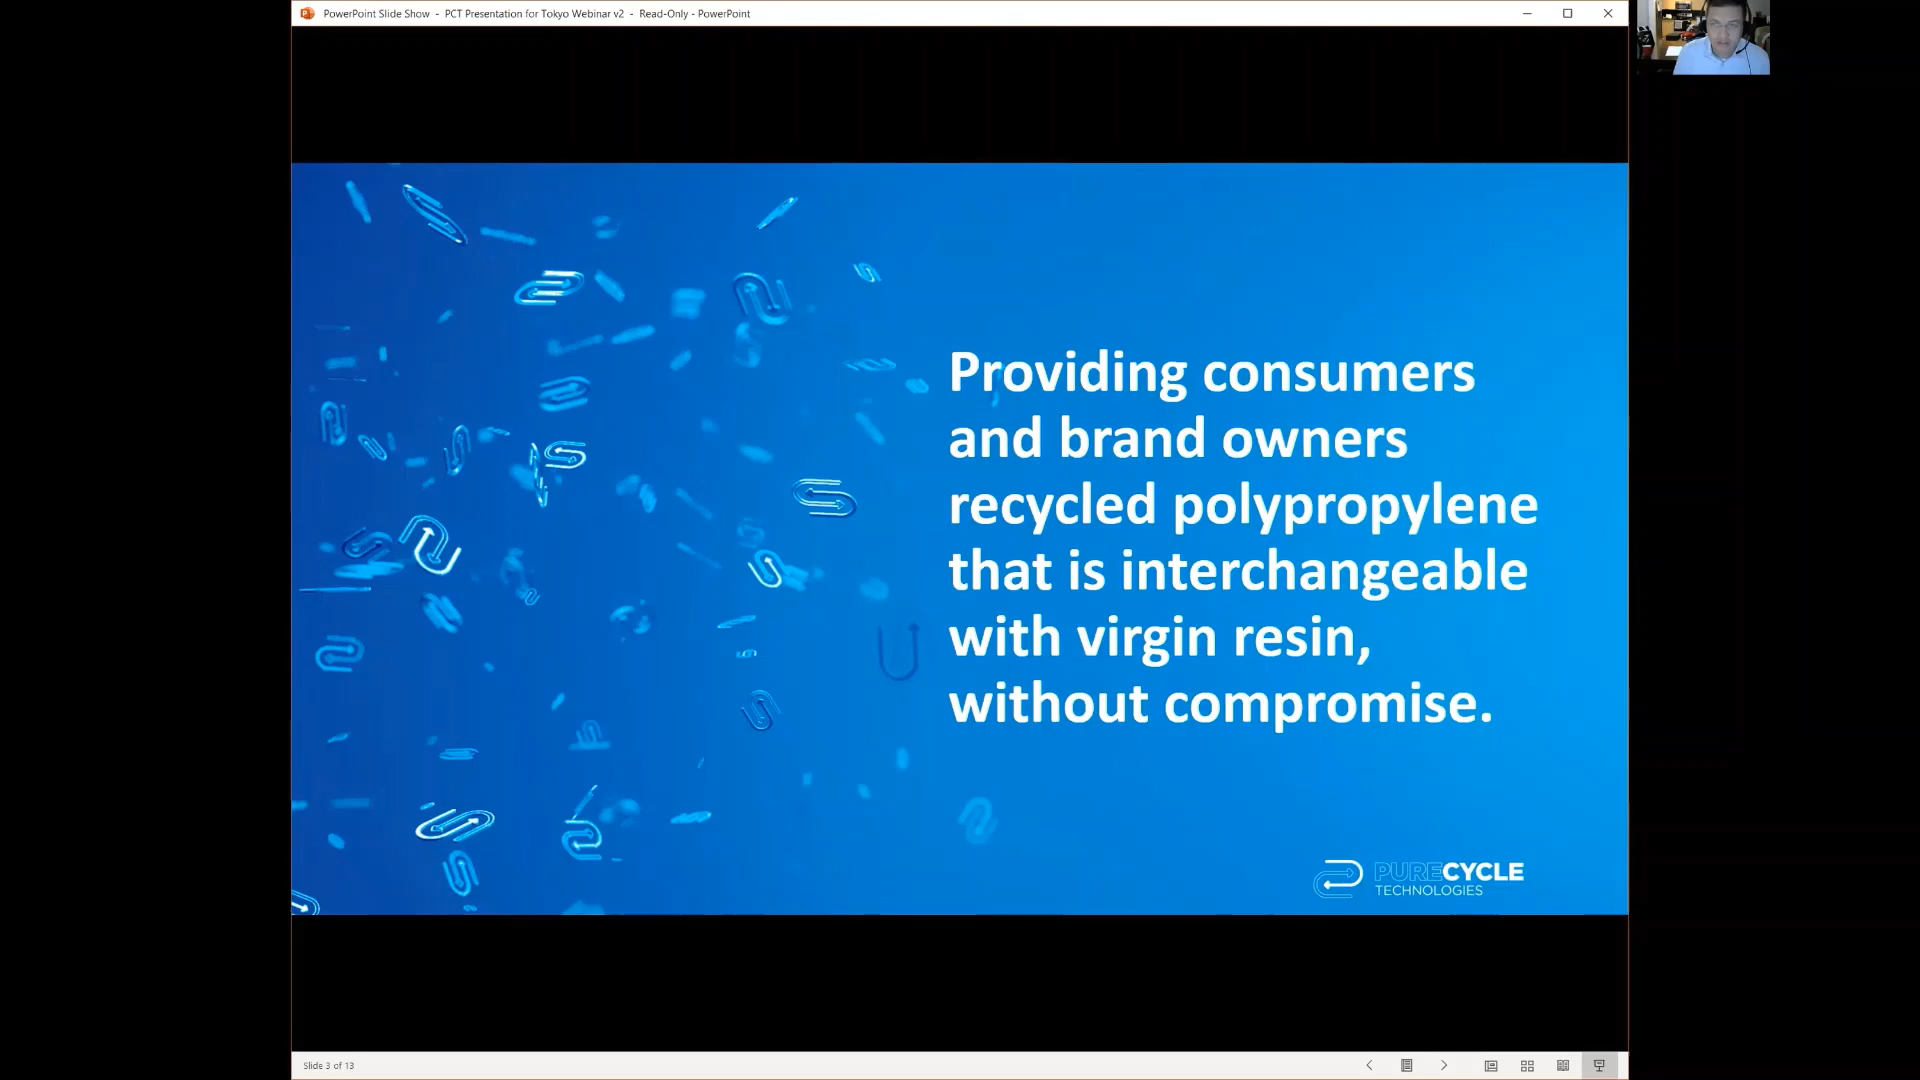 PowerPoint Slide Show - PCT Presentation for Tokyo Webinar v2 - Read-Only - PowerPoint
Providing consumers
and brand owners
recycled polypropylene
that is interchangeable
with virgin resin,
without compromise.
PURECYCLE
TECHNOLOGIES
Slide 3 of 13